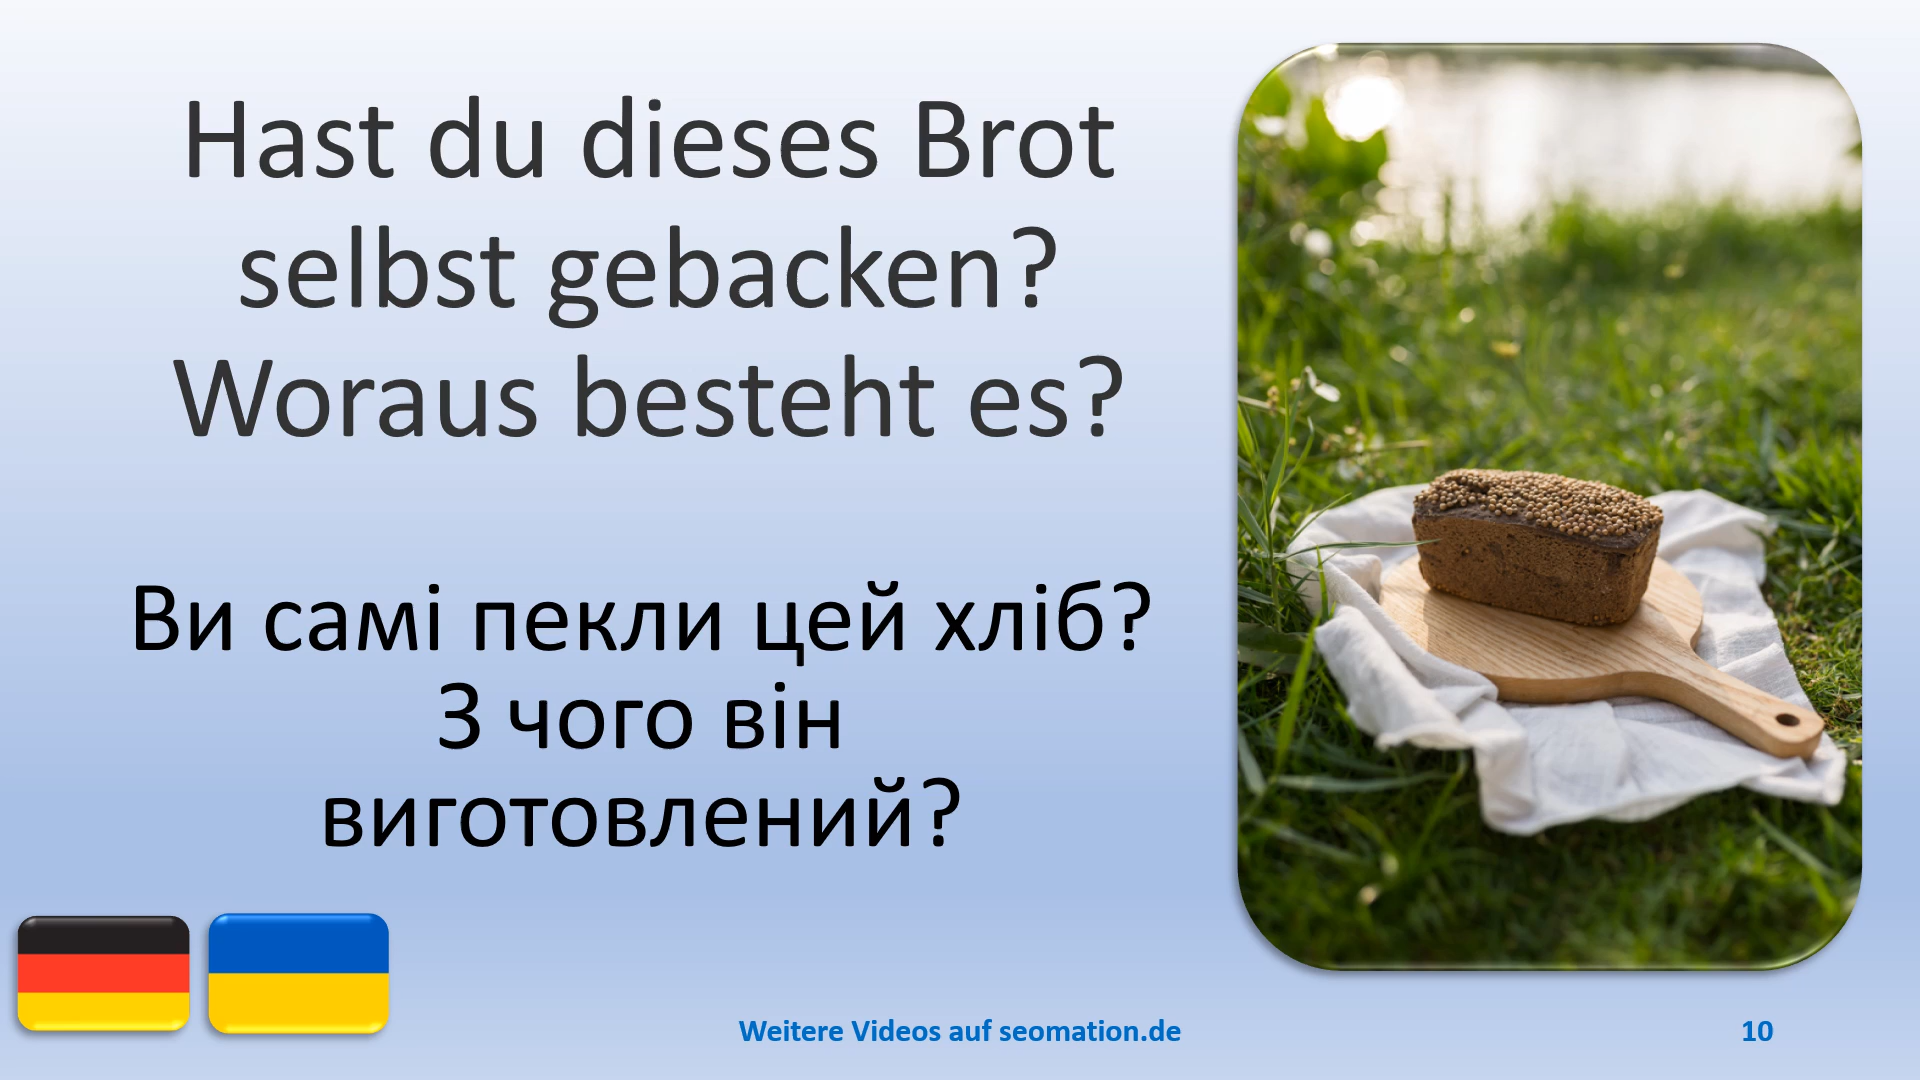 Hast du dieses Brot
selbst gebacken?
Woraus besteht es?
Ви самі пекли цей хліб?
З чого він
виготовлений?
Weitere Videos auf seomation.de
10